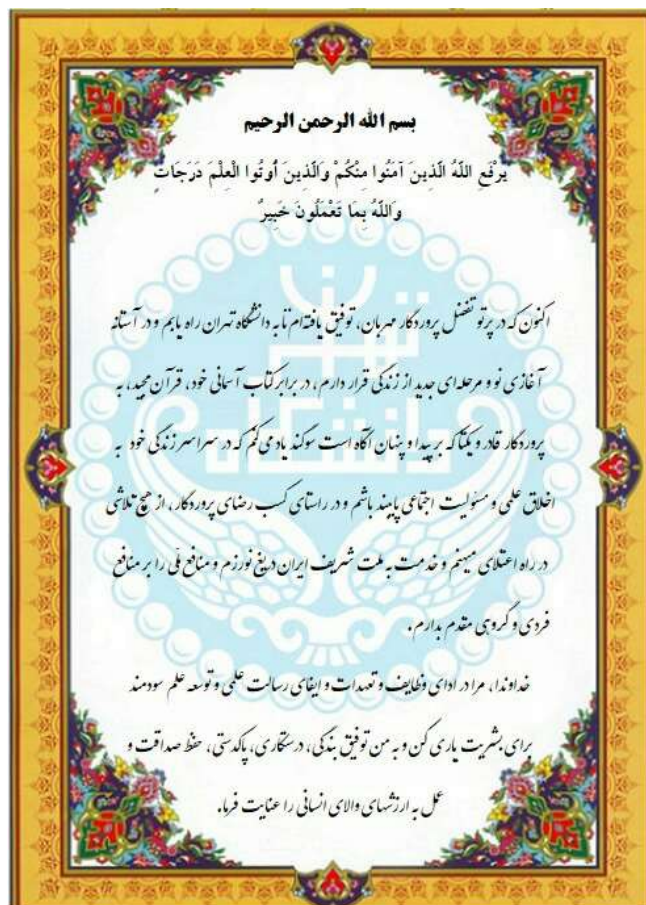 بسم الله الرحمن الرحیم
یَرْفَعِ اللَّهُ الَّذِینَ آمَنُوا مِنْکُمْ وَالَّذِینَ أُوتُوا الْعِلْمَ دَرَجَاتٍ
وَاللَّهُ بِمَا تَعْمَلُونَ خَبِیرٌ
اکنون که در پرتو تفضل پروردگار مهربان، توفیق یافته‌ام تا به دانشگاه تهران راه یابم و در آستانه
آغازی نو و مرحله‌ای جدید از زندگی قرار دارم، در برابر کتاب آسمانی خود، قرآن مجید، به
پروردگار قادر و یکتا که بر پیدا و پنهان آگاه است سوگند یاد می‌کنم که در سراسر زندگی خود به
اخلاق علمی و مسئولیت اجتماعی پایبند باشم و در راستای کسب رضای پروردگار، از هیچ تلاشی
در راه اعتلای میهنم و خدمت به ملت شریف ایران دریغ نورزم و منافع ملّی را بر منافع
فردی و گروهی مقدم بدارم.
خداوندا، مرا در ادای وظایف و تعهدات و ایفای رسالت علمی و توسعه علم سودمند
برای بشریت یاری کن و به من توفیق بندگی، درستکاری، پاکدستی، حفظ صداقت و
عمل به ارزشهای والای انسانی را عنایت فرما.
دانشگاه
تهران